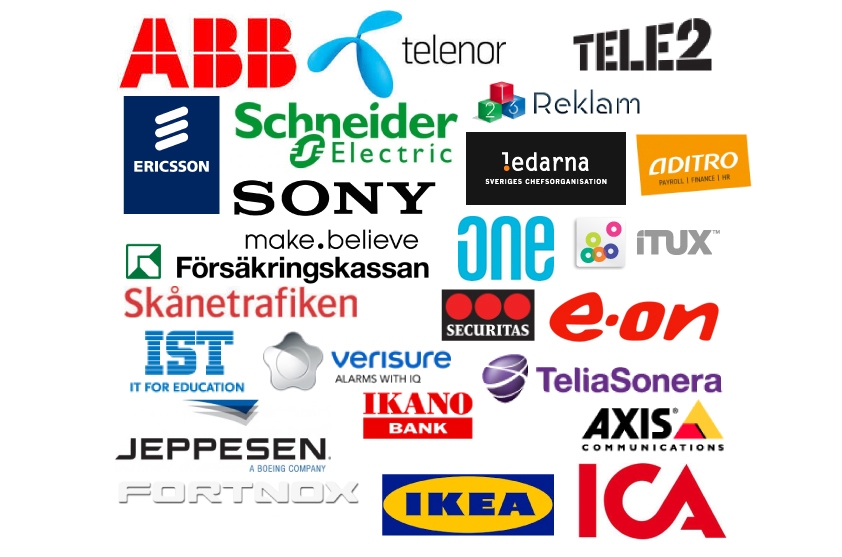 ABB
telenor
TELE2
ERICSSON
Schneider
Electric
123 Reklam
ledarna
SVERIGES CHEFSORGANISATION
ADITRO
PAYROLL | FINANCE | HR
SONY
make.believe
Försäkringskassan
one
iTUX™
Skånetrafiken
SECURITAS
e·on
IST
IT FOR EDUCATION
verisure
ALARMS WITH IQ
TeliaSonera
IKANO
BANK
AXIS®
COMMUNICATIONS
JEPPESEN.
A BOEING COMPANY
FORTNOX
IKEA
ICA